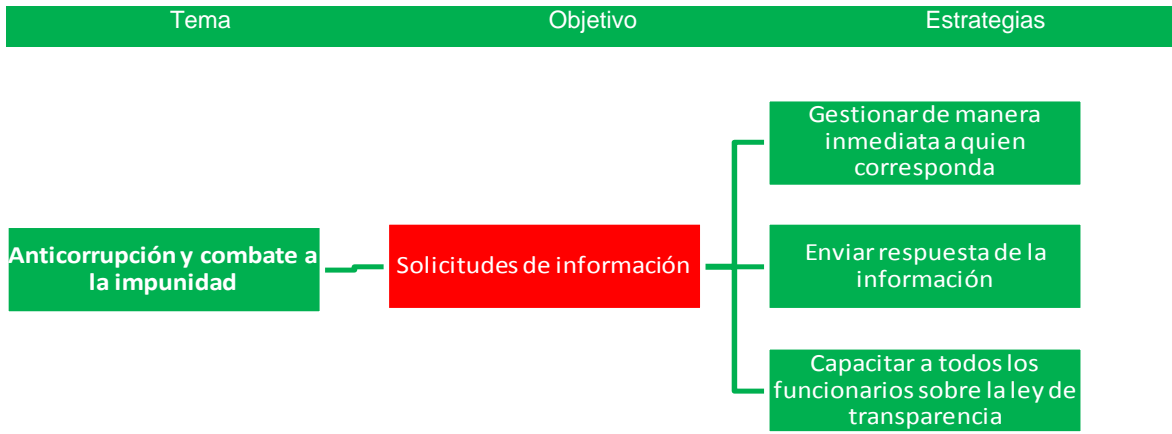 Tema Objetivo Estrategias
Anticorrupción y combate a
la impunidad
Solicitudes de información
Gestionar de manera
inmediata a quien
corresponda
Enviar respuesta de la
información
Capacitar a todos los
funcionarios sobre la ley de
transparencia